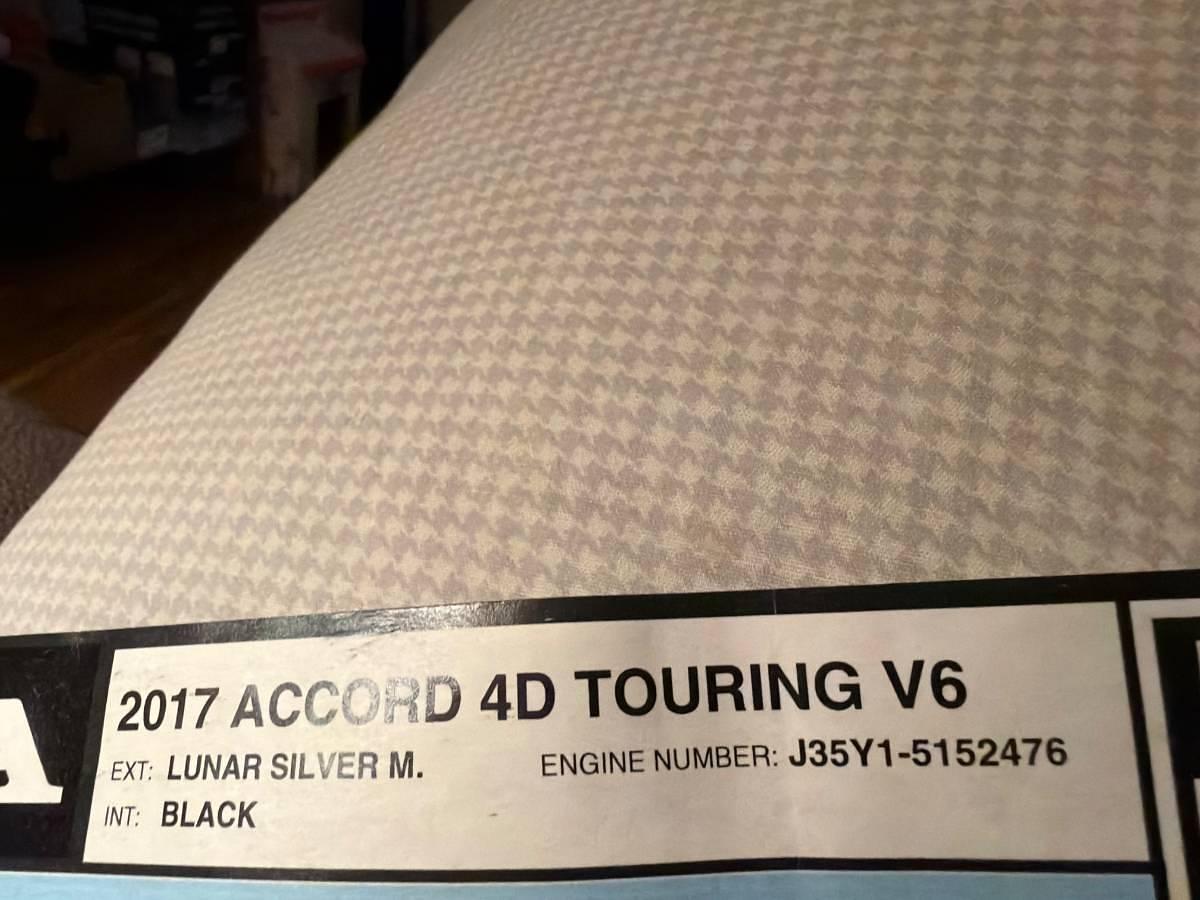 A
2017 ACCORD 4D TOURING V6
EXT: LUNAR SILVER M. ENGINE NUMBER: J35Y1-5152476
INT: BLACK